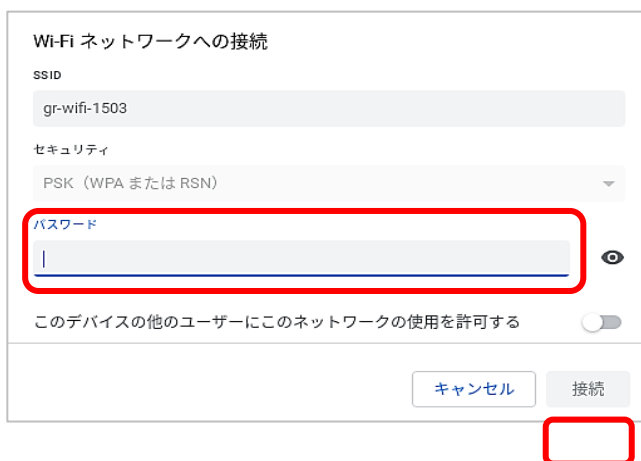 Wi-Fi ネットワークへの接続
SSID
gr-wifi-1503
セキュリティ
PSK（WPA または RSN）
パスワード
このデバイスの他のユーザーにこのネットワークの使用を許可する
キャンセル 接続